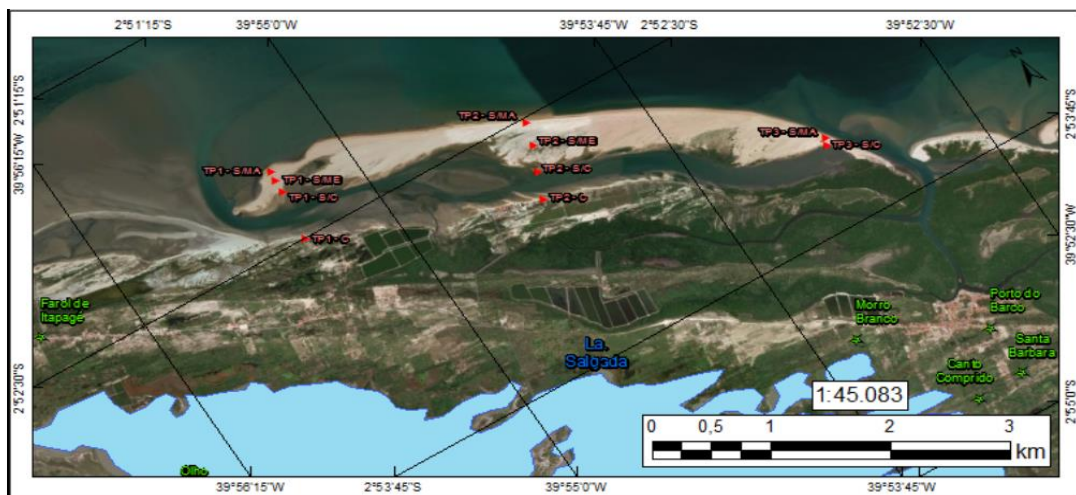 2°51'15"S
39°55'0"W
39°53'45"W
2°52'30"S
39°52'30"W
N
2°51'15"S
2°53'45"S
39°56'15"W
39°52'30"W
2°52'30"S
2°55'0"S
TP2 - S/MA
TP2 - S/ME
TP3 - S/MA
TP3 - S/C
TP1 - S/MA
TP2 - S/C
TP1 - S/ME
TP1 - S/C
TP2 - C
TP1 - C
Farol de
Itapagé
Morro
Branco
Porto do
Barco
Santa
Barbara
La.
Salgada
Canto
Comprido
1:45.083
0 0,5 1 2 3
km
Olho
39°56'15"W
2°53'45"S
39°55'0"W
39°53'45"W